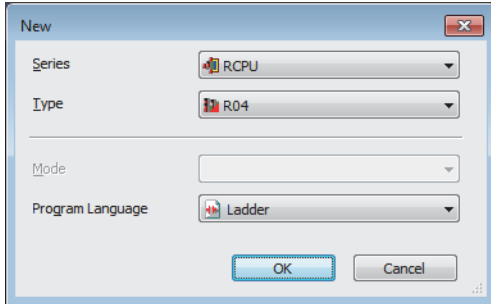 New
Series
RCPU
Type
R04
Mode
Program Language
Ladder
OK
Cancel